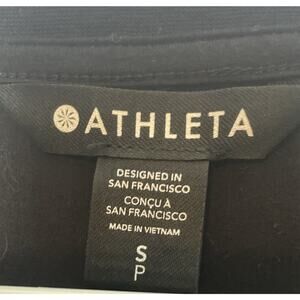 ATHLETA
DESIGNED IN
SAN FRANCISCO
CONÇU À
SAN FRANCISCO
MADE IN VIETNAM
S
P